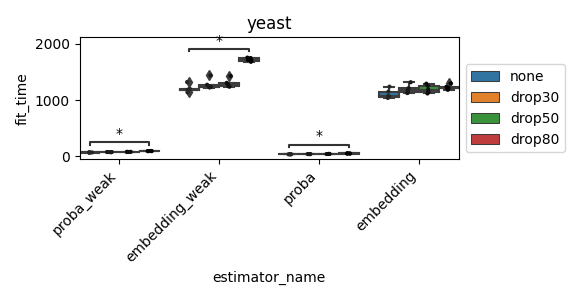 yeast
fit_time
2000
1000
0
*
*
*
proba_weak
embedding_weak
proba
embedding
estimator_name
none
drop30
drop50
drop80